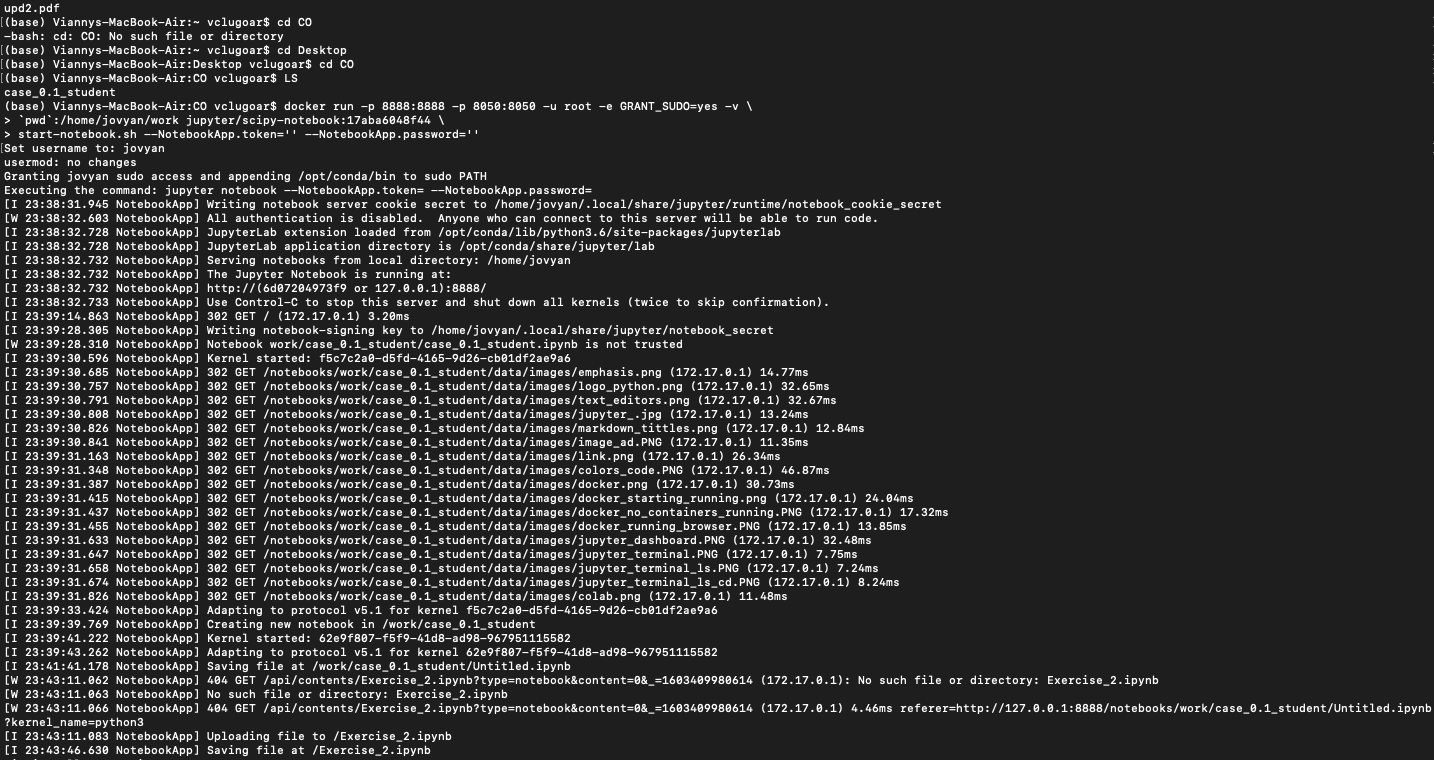 upd2.pdf
[(base) Viannys-MacBook-Air:~ vclugoar$ cd CO
-bash: cd: CO: No such file or directory
[(base) Viannys-MacBook-Air:~ vclugoar$ cd Desktop
[(base) Viannys-MacBook-Air:Desktop vclugoar$ cd CO
[(base) Viannys-MacBook-Air:CO vclugoar$ LS
case_0.1_student
(base) Viannys-MacBook-Air:CO vclugoar$ docker run -p 8888:8888 -p 8050:8050 -u root -e GRANT_SUDO=yes -v \
> `pwd`:/home/jovyan/work jupyter/scipy-notebook:17aba6048f44 \
> start-notebook.sh --NotebookApp.token='' --NotebookApp.password=''
[Set username to: jovyan
usermod: no changes
Granting jovyan sudo access and appending /opt/conda/bin to sudo PATH
Executing the command: jupyter notebook --NotebookApp.token= --NotebookApp.password=
[I 23:38:31.945 NotebookApp] Writing notebook server cookie secret to /home/jovyan/.local/share/jupyter/runtime/notebook_cookie_secret
[W 23:38:32.603 NotebookApp] All authentication is disabled.  Anyone who can connect to this server will be able to run code.
[I 23:38:32.728 NotebookApp] JupyterLab extension loaded from /opt/conda/lib/python3.6/site-packages/jupyterlab
[I 23:38:32.728 NotebookApp] JupyterLab application directory is /opt/conda/share/jupyter/lab
[I 23:38:32.732 NotebookApp] Serving notebooks from local directory: /home/jovyan
[I 23:38:32.732 NotebookApp] The Jupyter Notebook is running at:
[I 23:38:32.732 NotebookApp] http://(6d07204973f9 or 127.0.0.1):8888/
[I 23:38:32.733 NotebookApp] Use Control-C to stop this server and shut down all kernels (twice to skip confirmation).
[I 23:39:14.863 NotebookApp] 302 GET / (172.17.0.1) 3.20ms
[I 23:39:28.305 NotebookApp] Writing notebook-signing key to /home/jovyan/.local/share/jupyter/notebook_secret
[W 23:39:28.310 NotebookApp] Notebook work/case_0.1_student/case_0.1_student.ipynb is not trusted
[I 23:39:30.596 NotebookApp] Kernel started: f5c7c2a0-d5fd-4165-9d26-cb01df2ae9a6
[I 23:39:30.685 NotebookApp] 302 GET /notebooks/work/case_0.1_student/data/images/emphasis.png (172.17.0.1) 14.77ms
[I 23:39:30.757 NotebookApp] 302 GET /notebooks/work/case_0.1_student/data/images/logo_python.png (172.17.0.1) 32.65ms
[I 23:39:30.791 NotebookApp] 302 GET /notebooks/work/case_0.1_student/data/images/text_editors.png (172.17.0.1) 32.67ms
[I 23:39:30.808 NotebookApp] 302 GET /notebooks/work/case_0.1_student/data/images/jupyter_.jpg (172.17.0.1) 13.24ms
[I 23:39:30.826 NotebookApp] 302 GET /notebooks/work/case_0.1_student/data/images/markdown_tittles.png (172.17.0.1) 12.84ms
[I 23:39:30.841 NotebookApp] 302 GET /notebooks/work/case_0.1_student/data/images/image_ad.PNG (172.17.0.1) 11.35ms
[I 23:39:31.163 NotebookApp] 302 GET /notebooks/work/case_0.1_student/data/images/link.png (172.17.0.1) 26.34ms
[I 23:39:31.348 NotebookApp] 302 GET /notebooks/work/case_0.1_student/data/images/colors_code.PNG (172.17.0.1) 46.87ms
[I 23:39:31.387 NotebookApp] 302 GET /notebooks/work/case_0.1_student/data/images/docker.png (172.17.0.1) 30.73ms
[I 23:39:31.415 NotebookApp] 302 GET /notebooks/work/case_0.1_student/data/images/docker_starting_running.png (172.17.0.1) 24.04ms
[I 23:39:31.437 NotebookApp] 302 GET /notebooks/work/case_0.1_student/data/images/docker_no_containers_running.PNG (172.17.0.1) 17.32ms
[I 23:39:31.455 NotebookApp] 302 GET /notebooks/work/case_0.1_student/data/images/docker_running_browser.PNG (172.17.0.1) 13.85ms
[I 23:39:31.633 NotebookApp] 302 GET /notebooks/work/case_0.1_student/data/images/jupyter_dashboard.PNG (172.17.0.1) 32.48ms
[I 23:39:31.647 NotebookApp] 302 GET /notebooks/work/case_0.1_student/data/images/jupyter_terminal.PNG (172.17.0.1) 7.75ms
[I 23:39:31.658 NotebookApp] 302 GET /notebooks/work/case_0.1_student/data/images/jupyter_terminal_ls.PNG (172.17.0.1) 7.24ms
[I 23:39:31.674 NotebookApp] 302 GET /notebooks/work/case_0.1_student/data/images/jupyter_terminal_ls_cd.PNG (172.17.0.1) 8.24ms
[I 23:39:31.826 NotebookApp] 302 GET /notebooks/work/case_0.1_student/data/images/colab.png (172.17.0.1) 11.48ms
[I 23:39:33.424 NotebookApp] Adapting to protocol v5.1 for kernel f5c7c2a0-d5fd-4165-9d26-cb01df2ae9a6
[I 23:39:39.769 NotebookApp] Creating new notebook in /work/case_0.1_student
[I 23:39:41.222 NotebookApp] Kernel started: 62e9f807-f5f9-41d8-ad98-967951115582
[I 23:39:43.262 NotebookApp] Adapting to protocol v5.1 for kernel 62e9f807-f5f9-41d8-ad98-967951115582
[I 23:41:41.178 NotebookApp] Saving file at /work/case_0.1_student/Untitled.ipynb
[W 23:43:11.062 NotebookApp] 404 GET /api/contents/Exercise_2.ipynb?type=notebook&content=0&_=1603409980614 (172.17.0.1): No such file or directory: Exercise_2.ipynb
[W 23:43:11.063 NotebookApp] No such file or directory: Exercise_2.ipynb
[W 23:43:11.066 NotebookApp] 404 GET /api/contents/Exercise_2.ipynb?type=notebook&content=0&_=1603409980614 (172.17.0.1) 4.46ms referer=http://127.0.0.1:8888/notebooks/work/case_0.1_student/Untitled.ipynb
?kernel_name=python3
[I 23:43:11.083 NotebookApp] Uploading file to /Exercise_2.ipynb
[I 23:43:46.630 NotebookApp] Saving file at /Exercise_2.ipynb